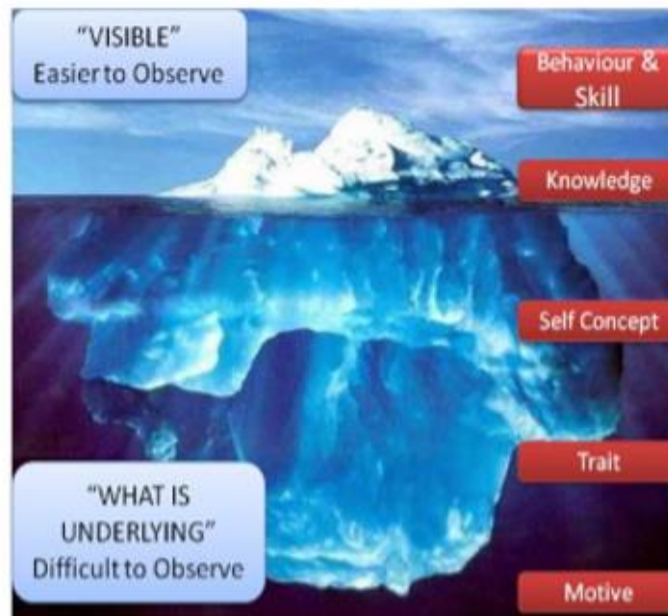 "VISIBLE"
Easier to Observe
Behaviour &
Skill
Knowledge
Self Concept
Trait
"WHAT IS
UNDERLYING"
Difficult to Observe
Motive